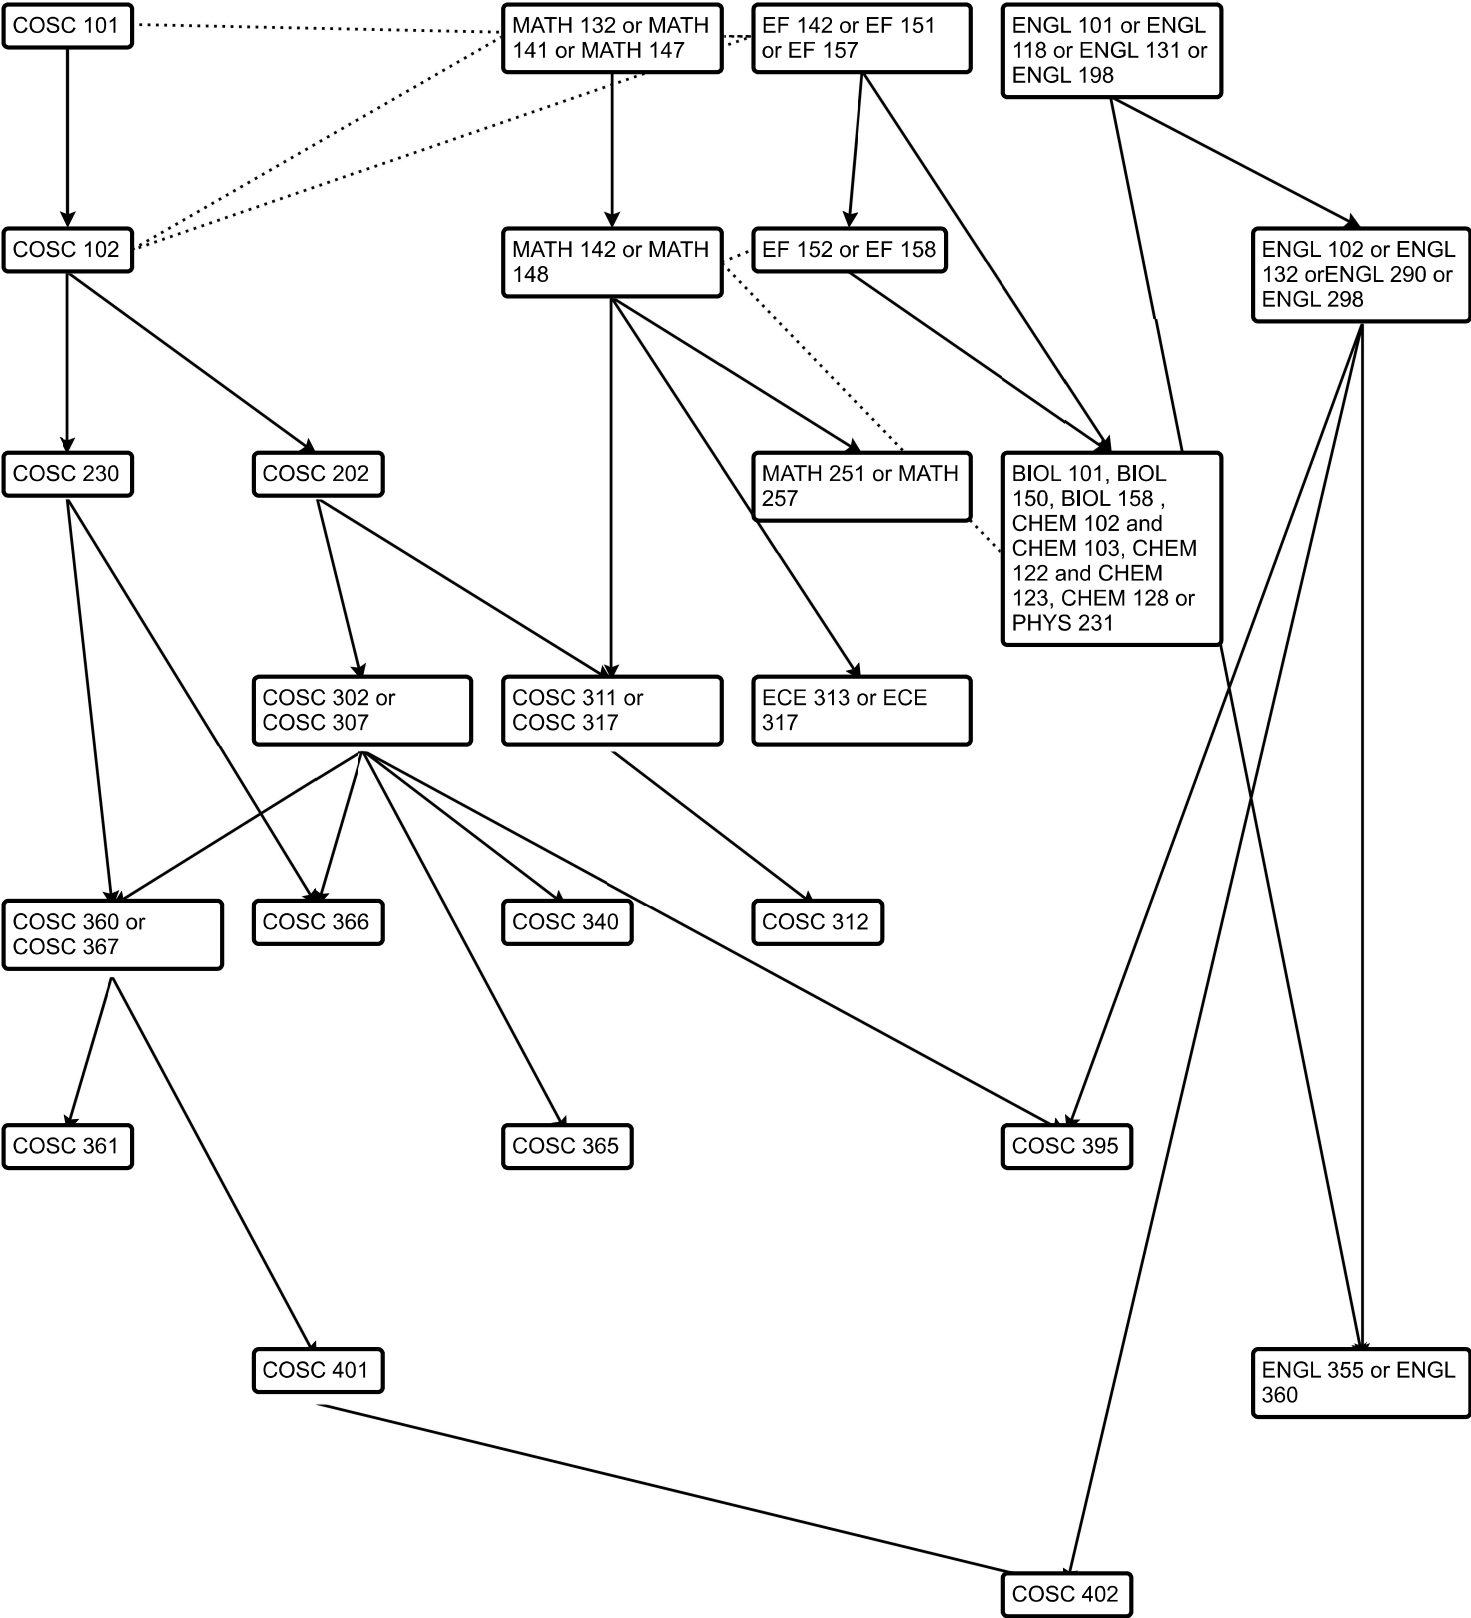 COSC 101
MATH 132 or MATH
141 or MATH 147
EF 142 or EF 151
or EF 157
ENGL 101 or ENGL
118 or ENGL 131 or
ENGL 198
COSC 102
MATH 142 or MATH
148
EF 152 or EF 158
ENGL 102 or ENGL
132 orENGL 290 or
ENGL 298
COSC 230
COSC 202
MATH 251 or MATH
257
BIOL 101, BIOL
150, BIOL 158 ,
CHEM 102 and
CHEM 103, CHEM
122 and CHEM
123, CHEM 128 or
PHYS 231
COSC 302 or
COSC 307
COSC 311 or
COSC 317
ECE 313 or ECE
317
COSC 360 or
COSC 367
COSC 366
COSC 340
COSC 312
COSC 361
COSC 365
COSC 395
COSC 401
ENGL 355 or ENGL
360
COSC 402